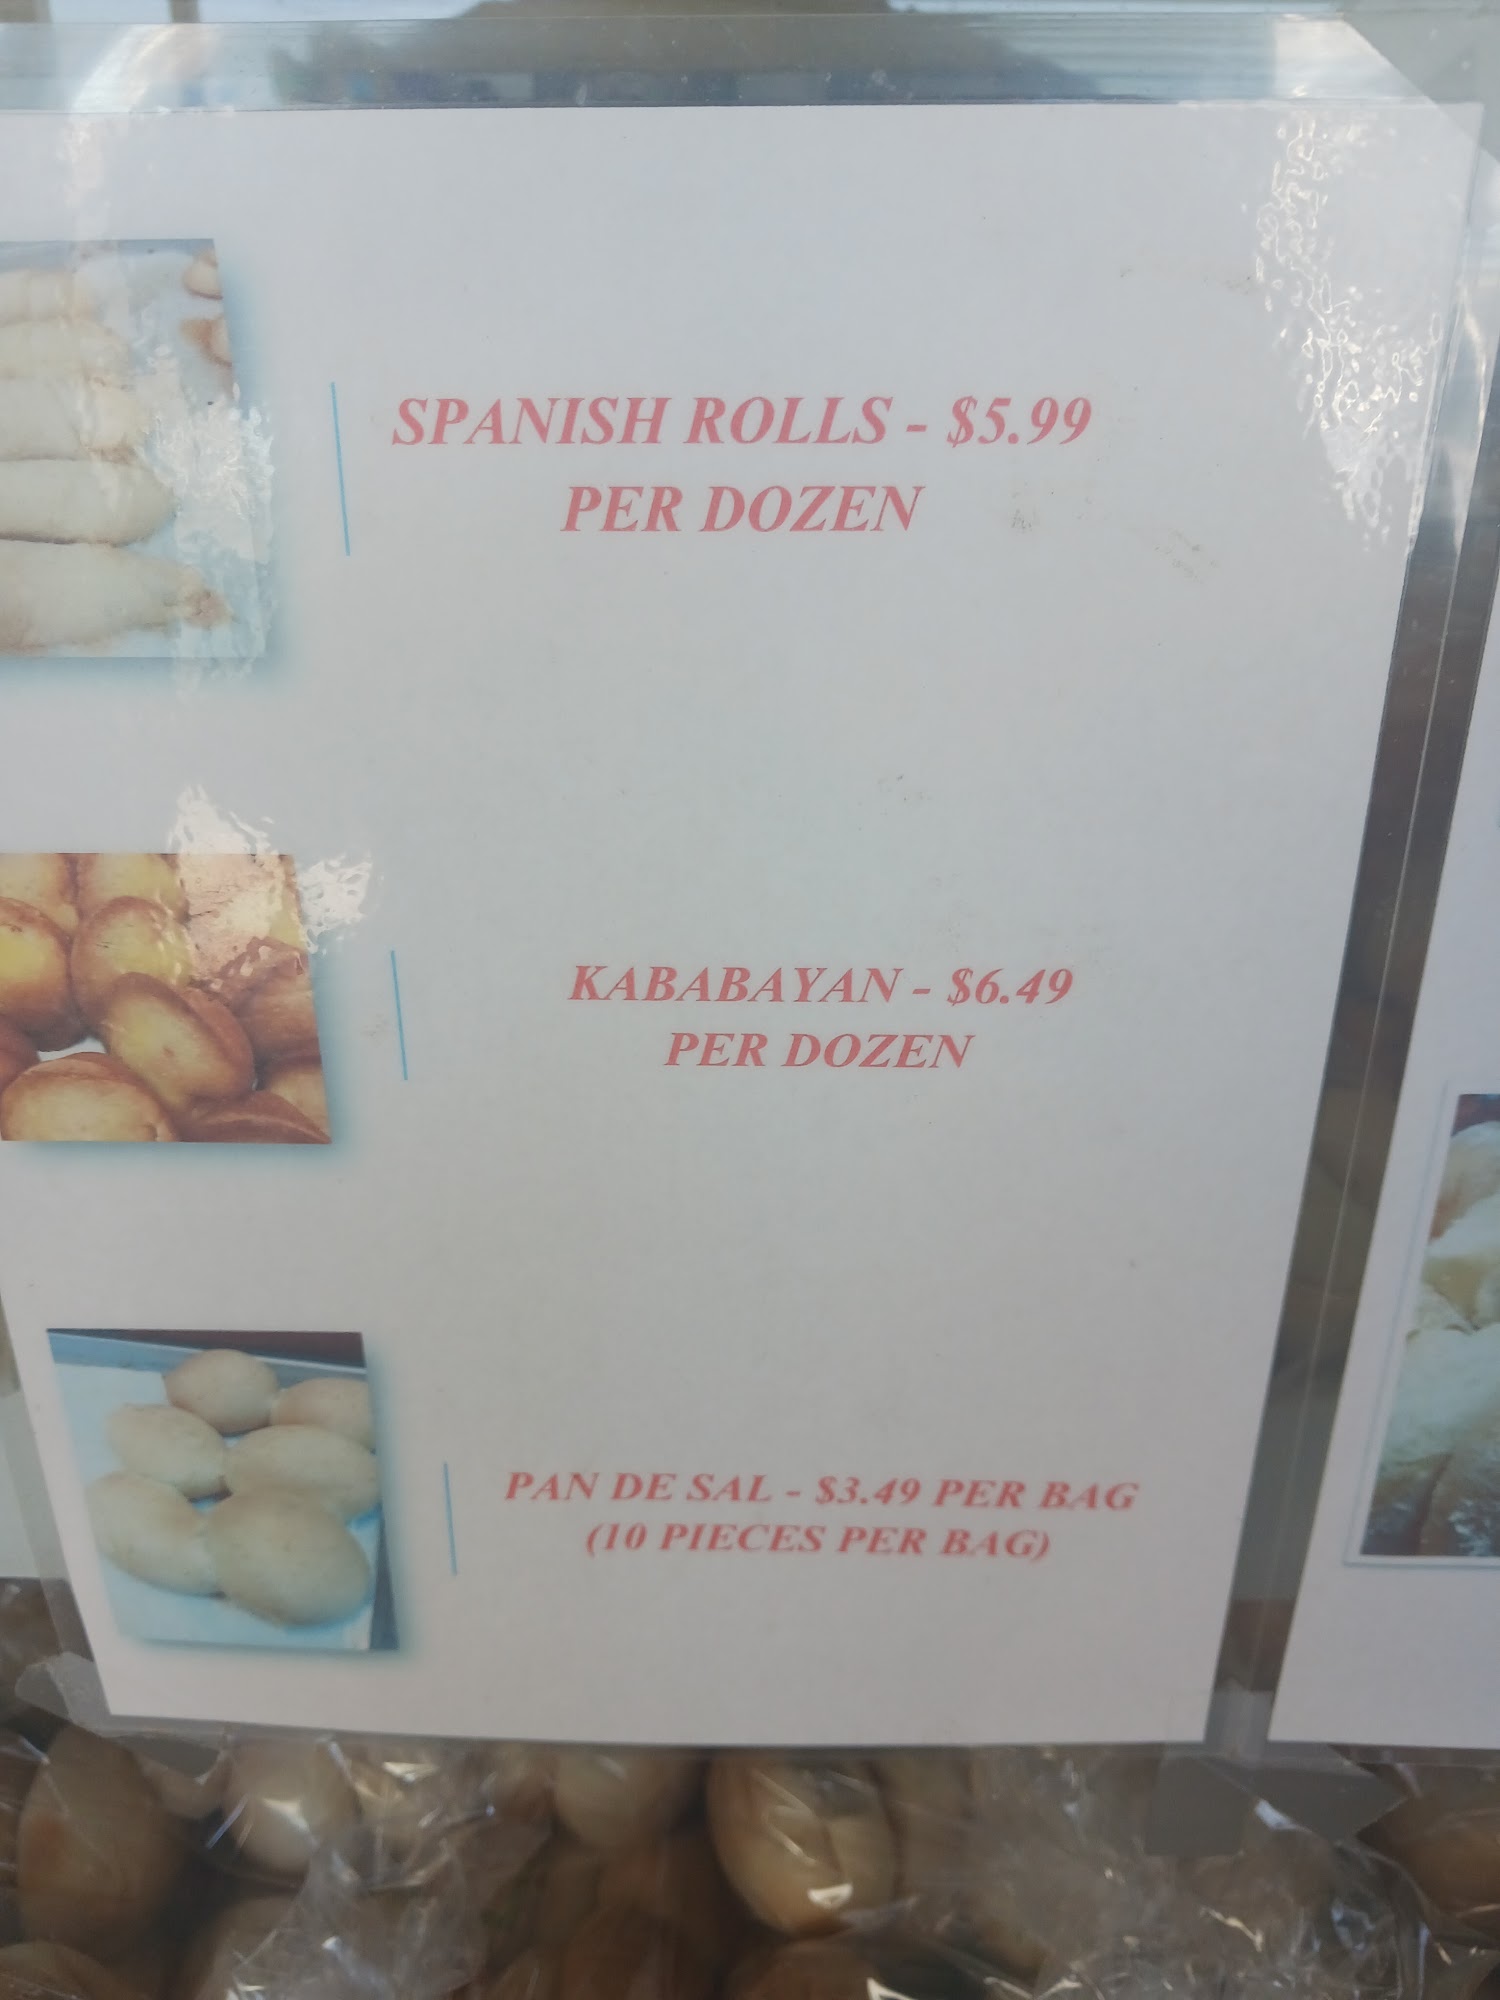 SPANISH ROLLS - $5.99
PER DOZEN
KABABAYAN - $6.49
PER DOZEN
PAN DE SAL - $3.49 PER BAG
(10 PIECES PER BAG)